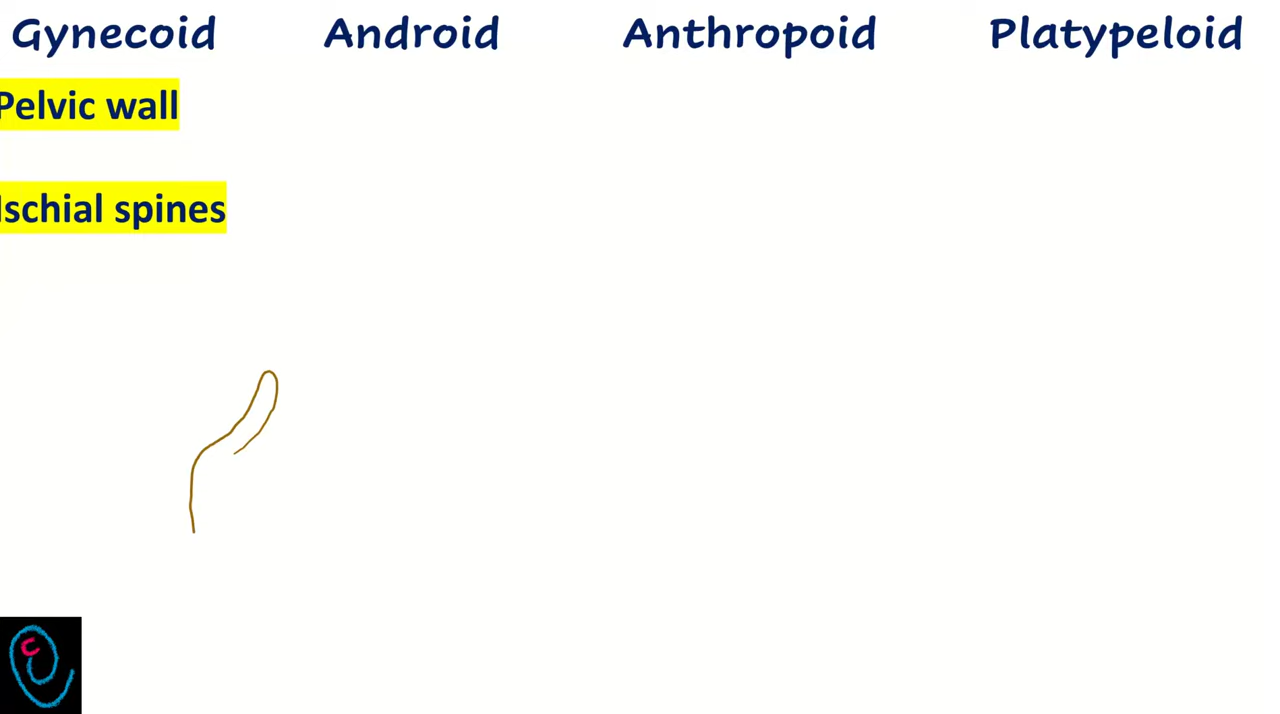 Gynecoid Android Anthropoid Platypeloid
Pelvic wall
Ischial spines
C